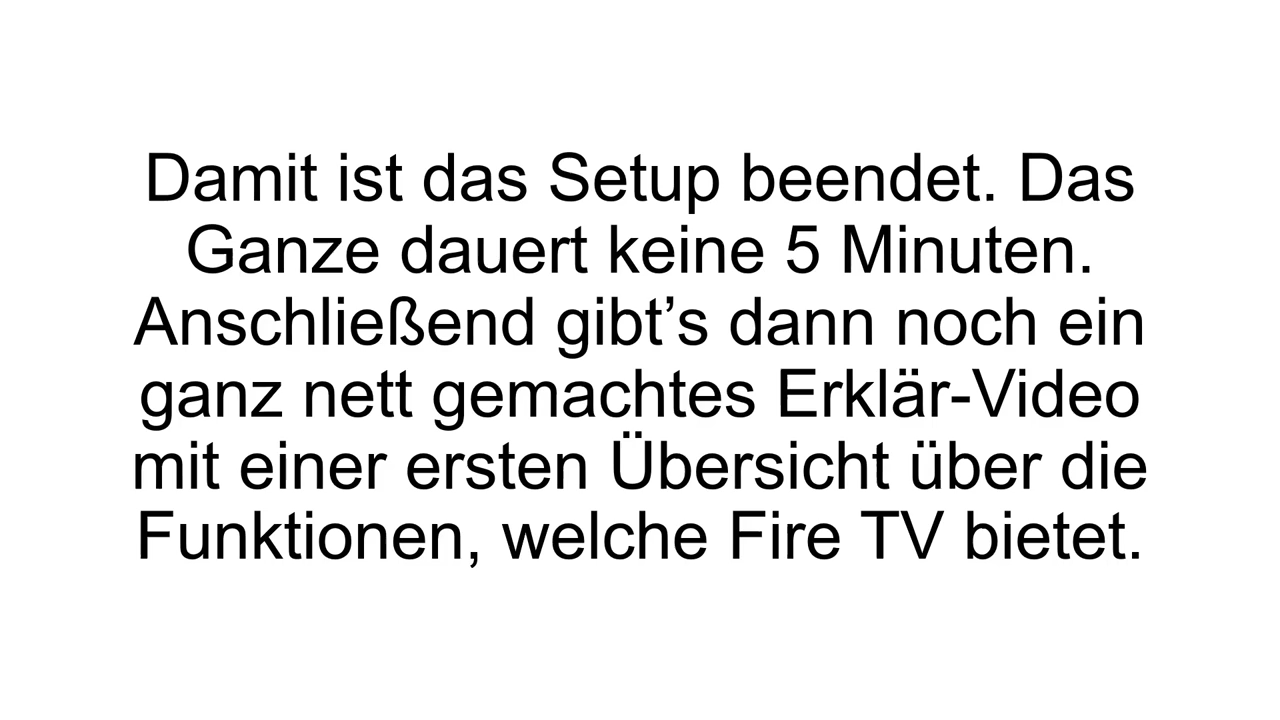 Damit ist das Setup beendet. Das
Ganze dauert keine 5 Minuten.
Anschließend gibt’s dann noch ein
ganz nett gemachtes Erklär-Video
mit einer ersten Übersicht über die
Funktionen, welche Fire TV bietet.